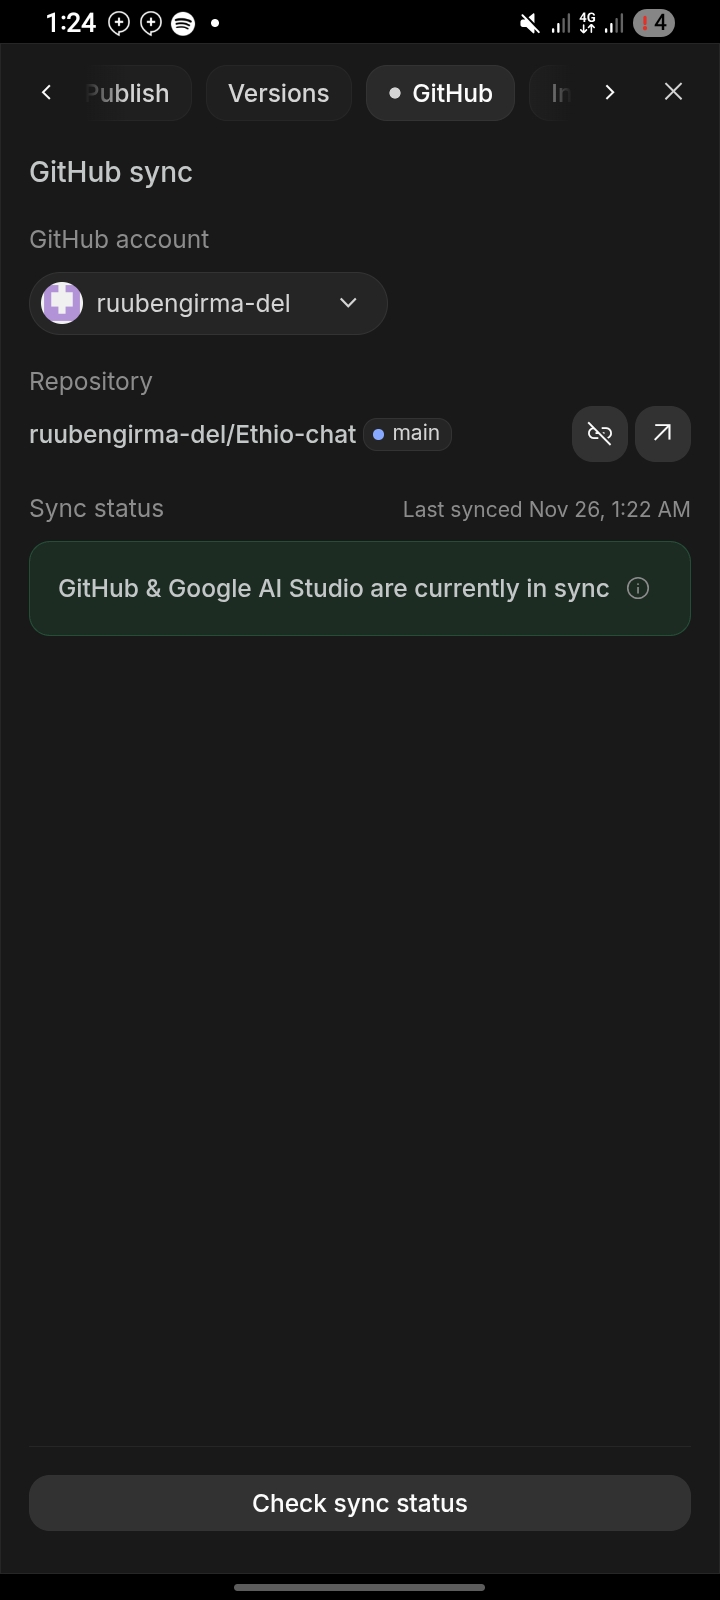 1:24
4G
4
Publish
Versions
GitHub
In
GitHub sync
GitHub account
ruubengirma-del
Repository
ruubengirma-del/Ethio-chat
main
Sync status
Last synced Nov 26, 1:22 AM
GitHub & Google AI Studio are currently in sync
Check sync status